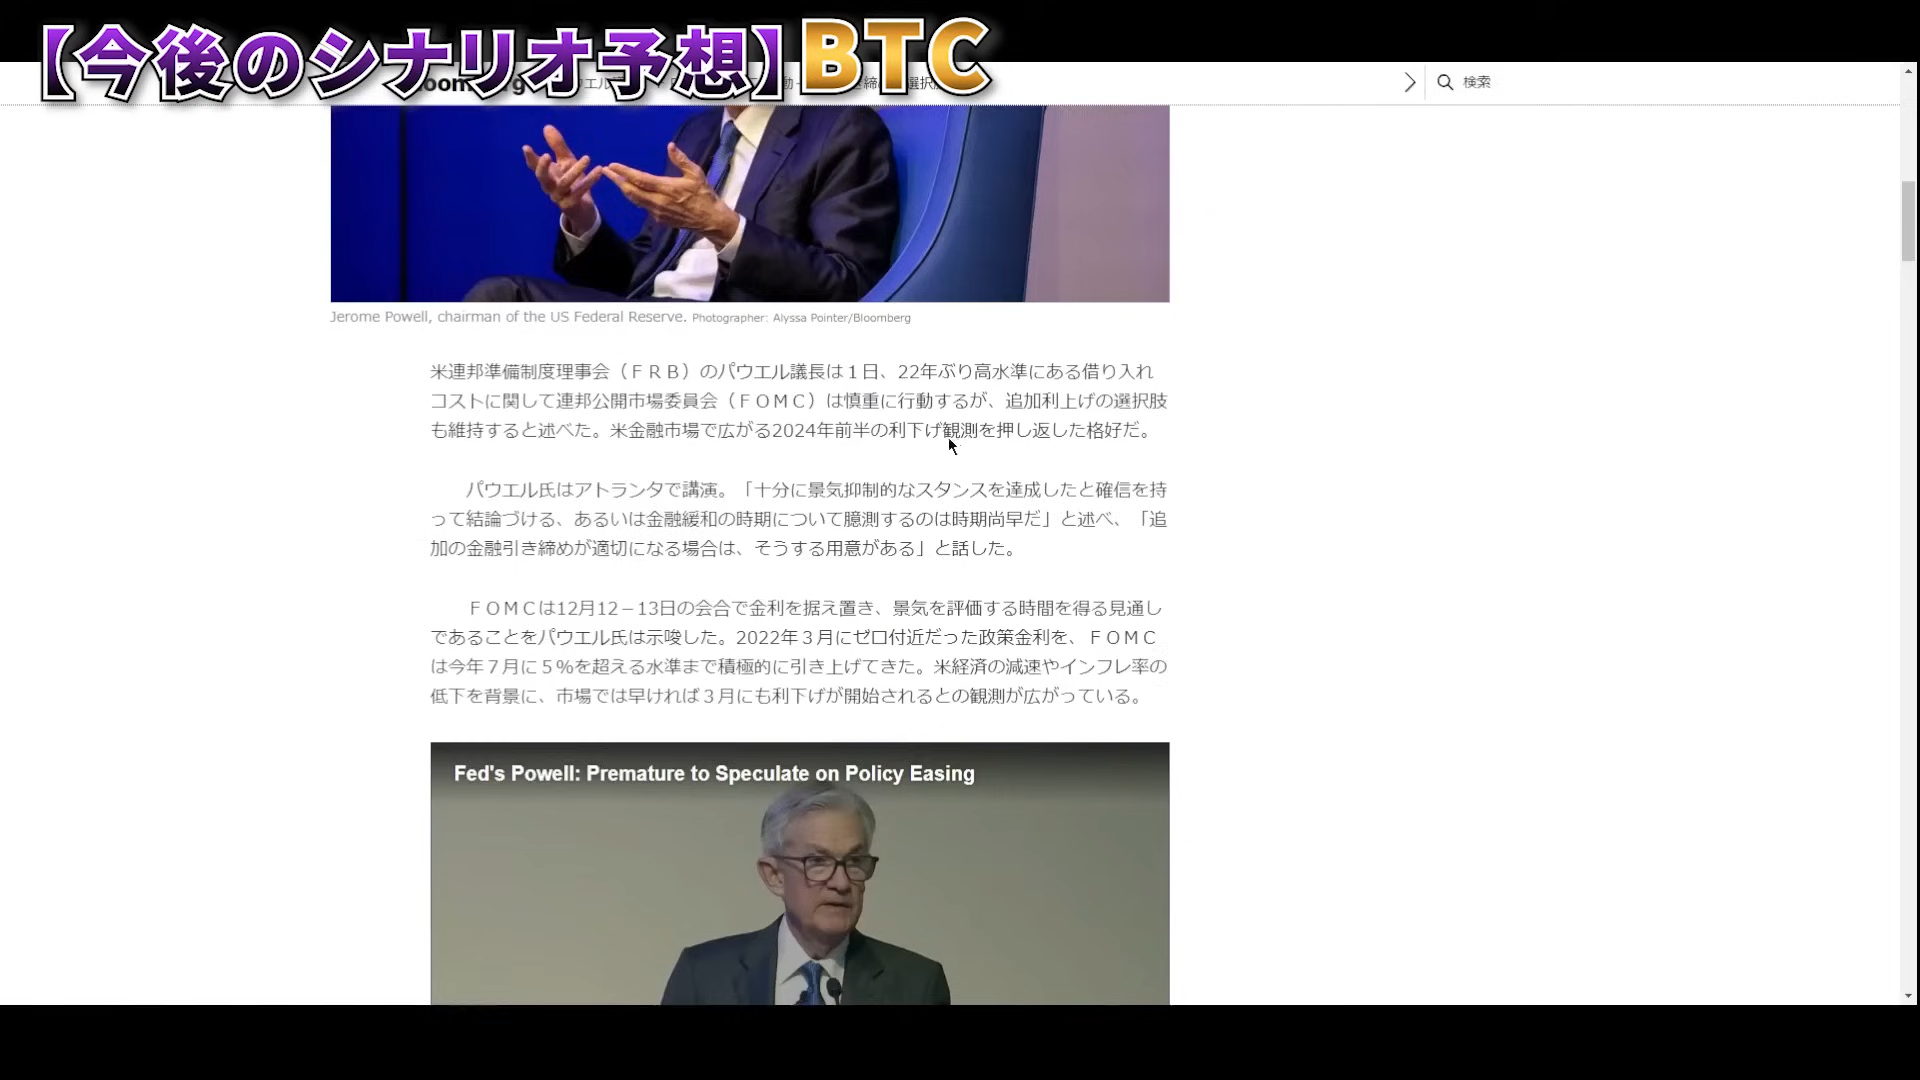 【今後のシナリオ予想】BTC
検索
Jerome Powell, chairman of the US Federal Reserve. Photographer: Alyssa Pointer/Bloomberg
米連邦準備制度理事会（ＦＲＢ）のパウエル議長は１日、22年ぶり高水準にある借り入れ
コストに関して連邦公開市場委員会（ＦＯＭＣ）は慎重に行動するが、追加利上げの選択肢
も維持すると述べた。米金融市場で広がる2024年前半の利下げ観測を押し返した格好だ。
パウエル氏はアトランタで講演。「十分に景気抑制的なスタンスを達成したと確信を持
って結論づける、あるいは金融緩和の時期について臆測するのは時期尚早だ」と述べ、「追
加の金融引き締めが適切になる場合は、そうする用意がある」と話した。
ＦＯＭＣは12月12－13日の会合で金利を据え置き、景気を評価する時間を得る見通し
であることをパウエル氏は示唆した。2022年３月にゼロ付近だった政策金利を、ＦＯＭＣ
は今年７月に５％を超える水準まで積極的に引き上げてきた。米経済の減速やインフレ率の
低下を背景に、市場では早ければ３月にも利下げが開始されるとの観測が広がっている。
Fed's Powell: Premature to Speculate on Policy Easing